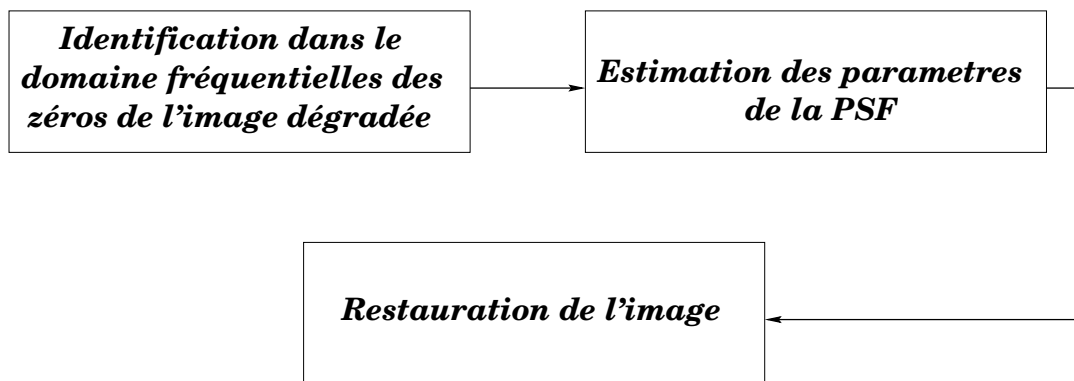 Identification dans le
domaine fréquentielles des
zéros de l'image dégradée
Estimation des parametres
de la PSF
Restauration de l'image